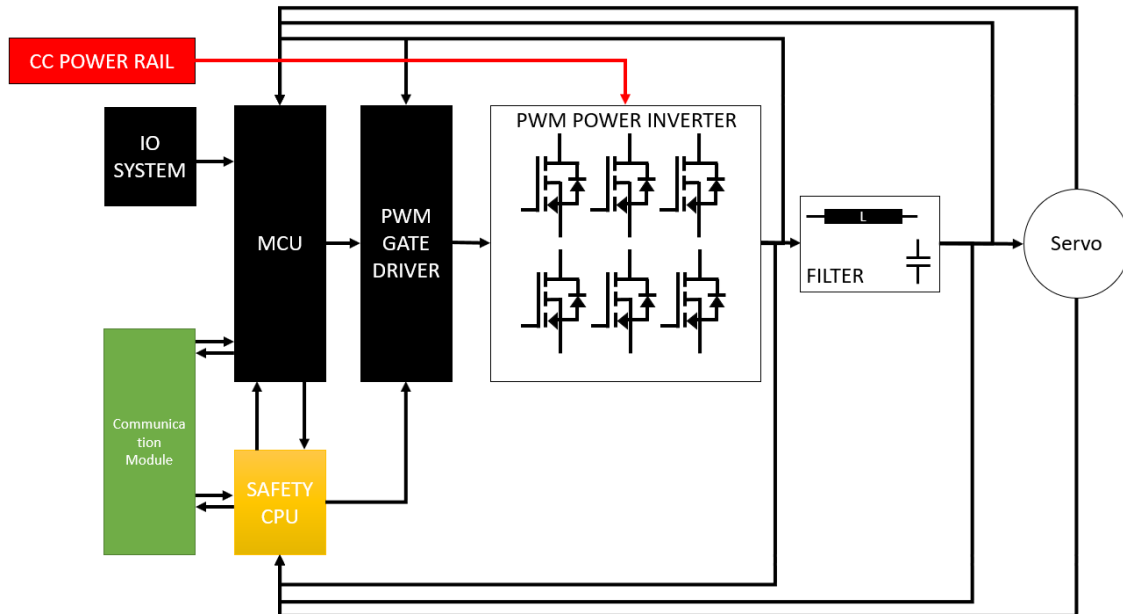 CC POWER RAIL
IO
SYSTEM
MCU
PWM
GATE
DRIVER
PWM POWER INVERTER
L
FILTER
Servo
Communica
tion
Module
SAFETY
CPU